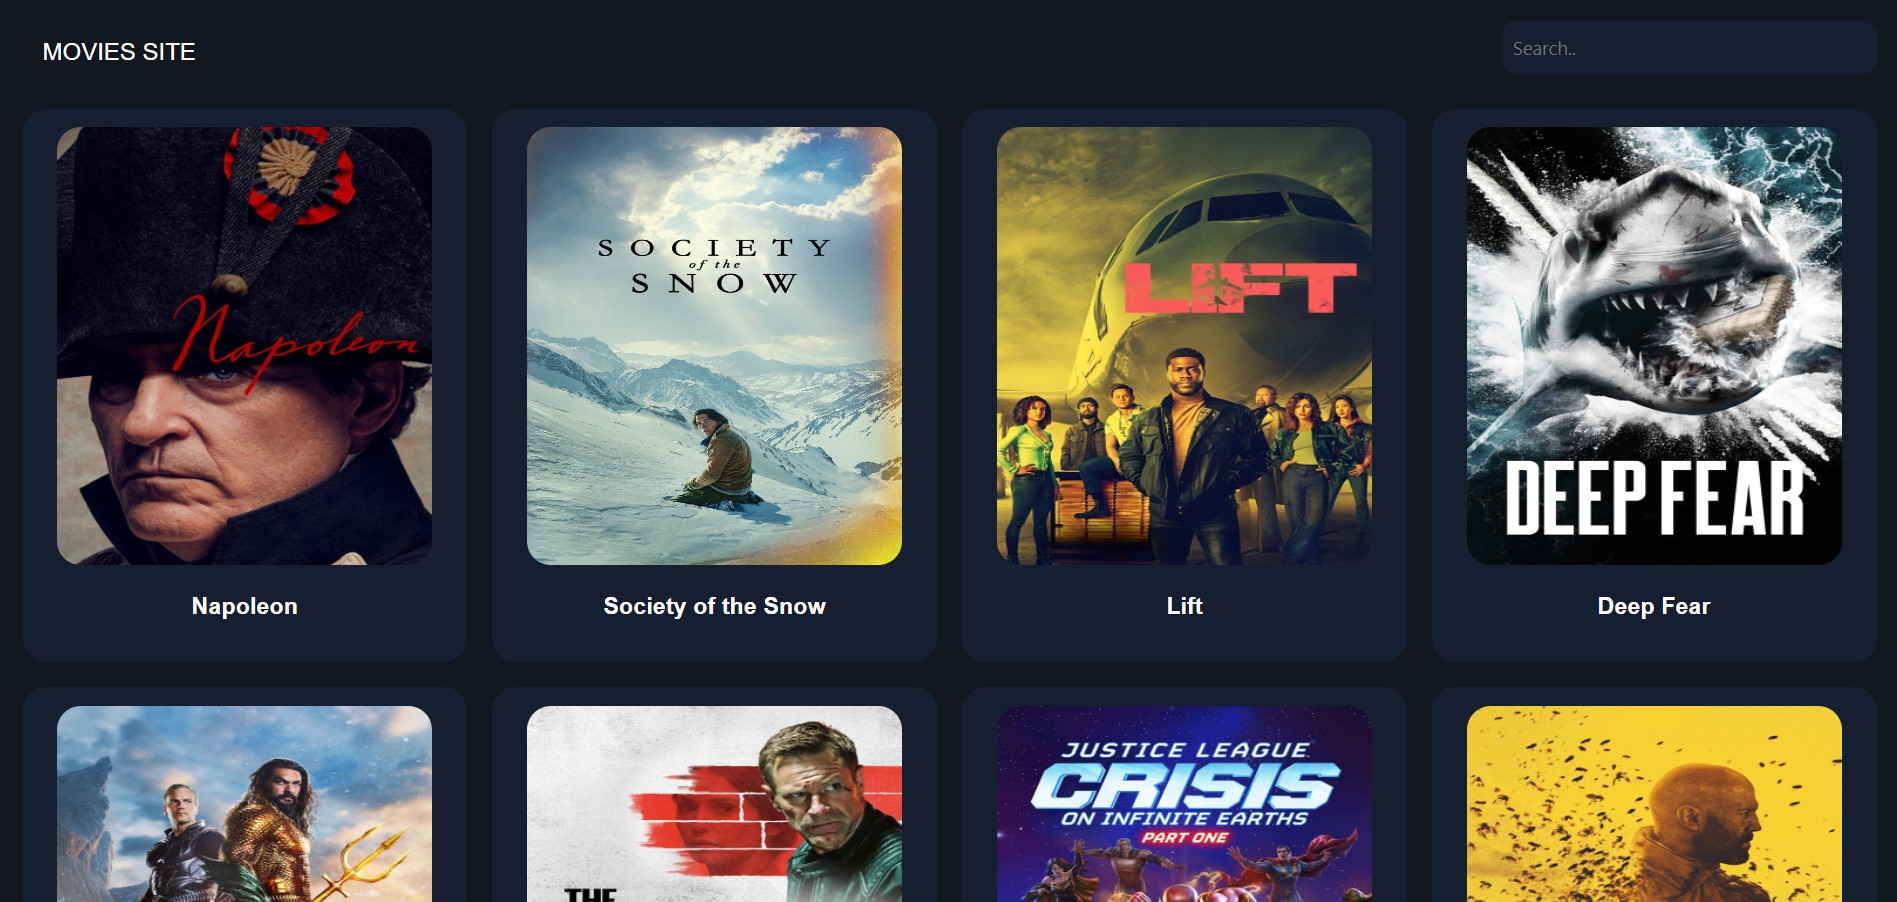 MOVIES SITE
Search..
Napoleon
SOCIETY
of the
SNOW
LIFT
DEEP FEAR
Napoleon
Society of the Snow
Lift
Deep Fear
THE
JUSTICE LEAGUE
CRISIS
ON INFINITE EARTHS
PART ONE